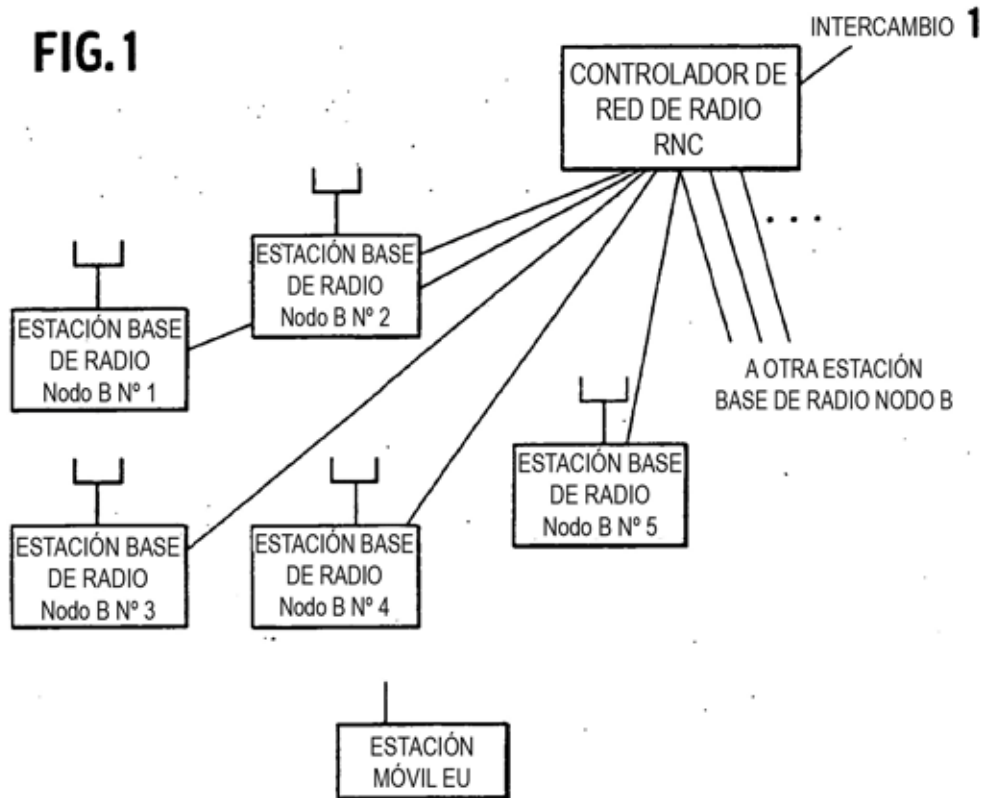 FIG.1
INTERCAMBIO 1
CONTROLADOR DE
RED DE RADIO
RNC
...
ESTACIÓN BASE
DE RADIO
Nodo B Nº 2
ESTACIÓN BASE
DE RADIO
Nodo B Nº 1
A OTRA ESTACIÓN
BASE DE RADIO NODO B
ESTACIÓN BASE
DE RADIO
Nodo B Nº 5
ESTACIÓN BASE
DE RADIO
Nodo B Nº 3
ESTACIÓN BASE
DE RADIO
Nodo B Nº 4
ESTACIÓN
MÓVIL EU